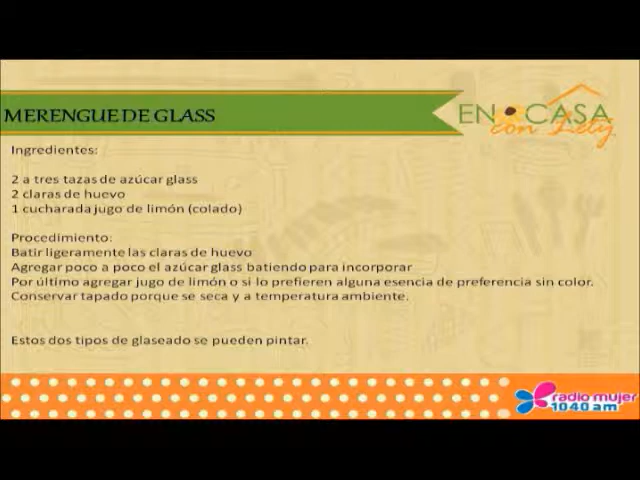 MERENGUE DE GLASS
EN CASA
con Lety
Ingredientes:
2 a tres tazas de azúcar glass
2 claras de huevo
1 cucharada jugo de limón (colado)
Procedimiento:
Batir ligeramente las claras de huevo
Agregar poco a poco el azúcar glass batiendo para incorporar
Por último agregar jugo de limón o si lo prefieren alguna esencia de preferencia sin color.
Conservar tapado porque se seca y a temperatura ambiente.
Estos dos tipos de glaseado se pueden pintar.
radio mujer
1040 am